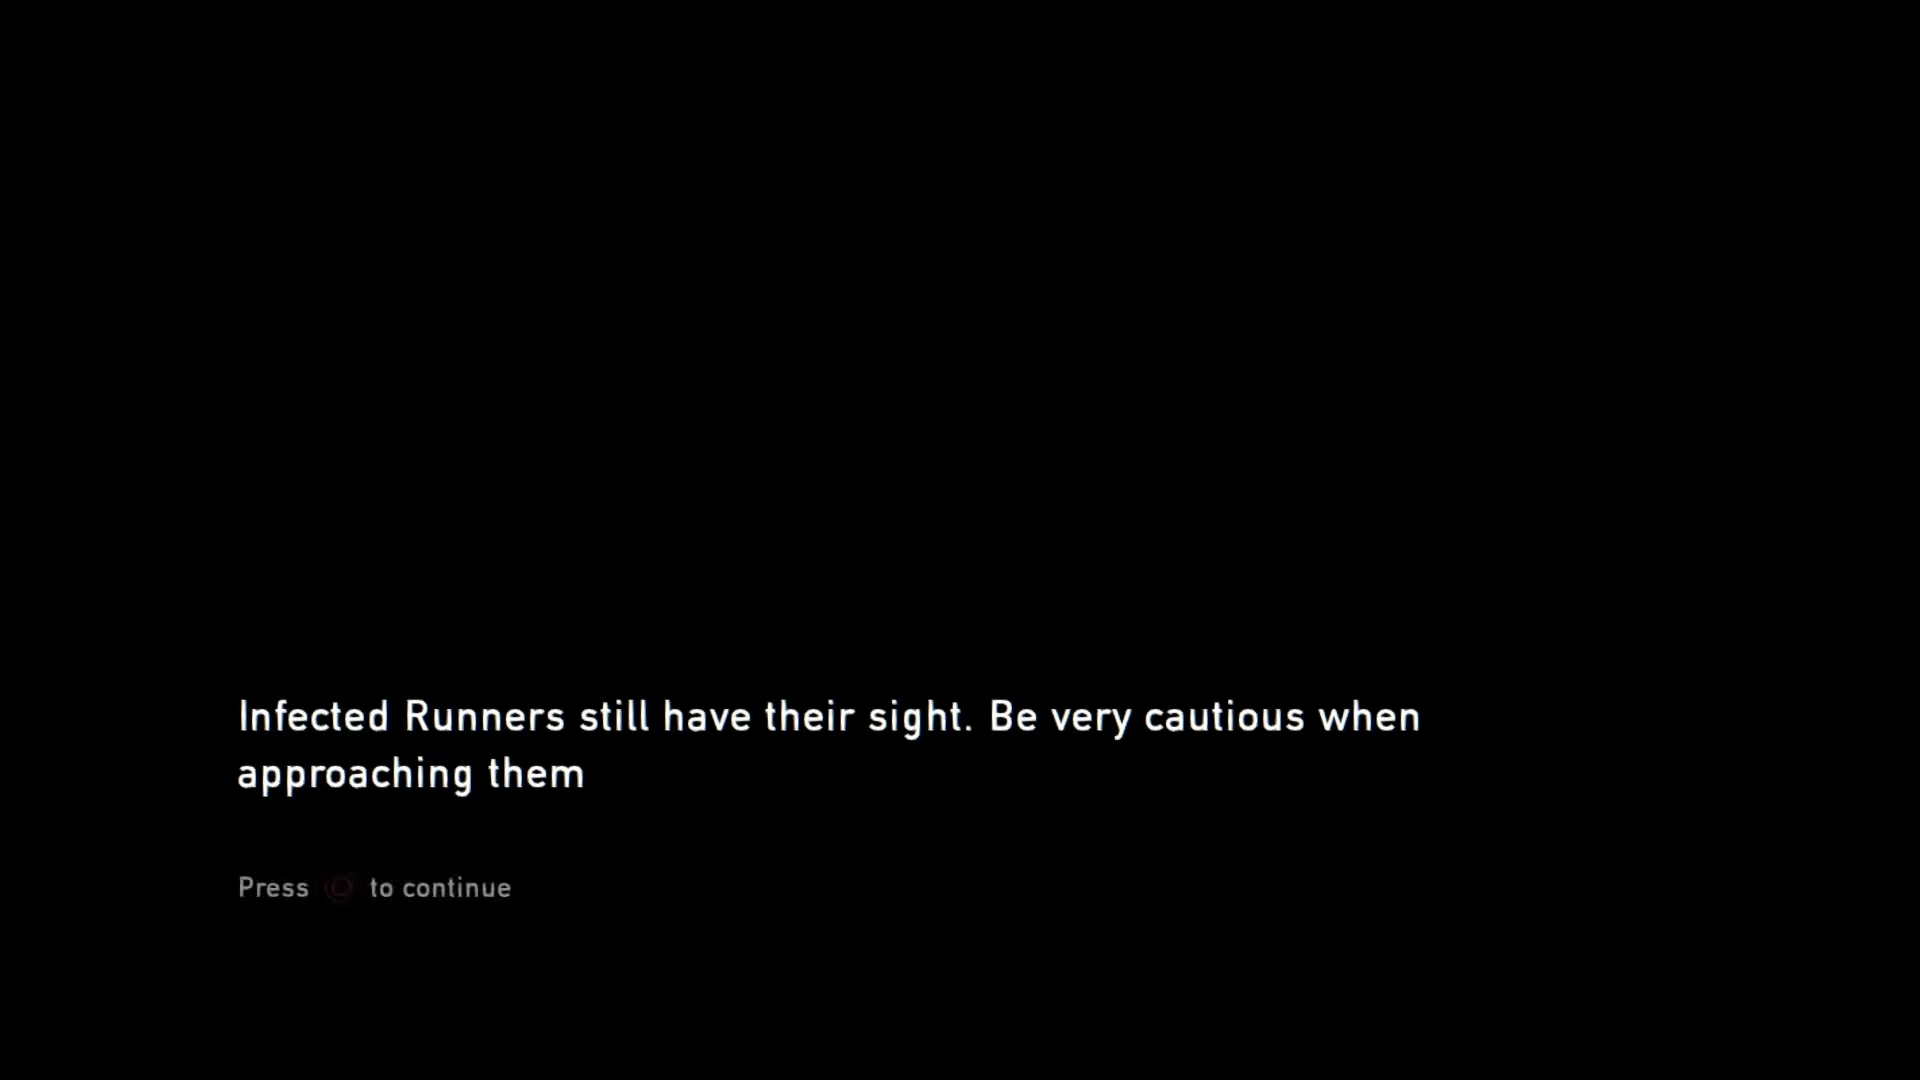 Infected Runners still have their sight. Be very cautious when
approaching them
Press to continue